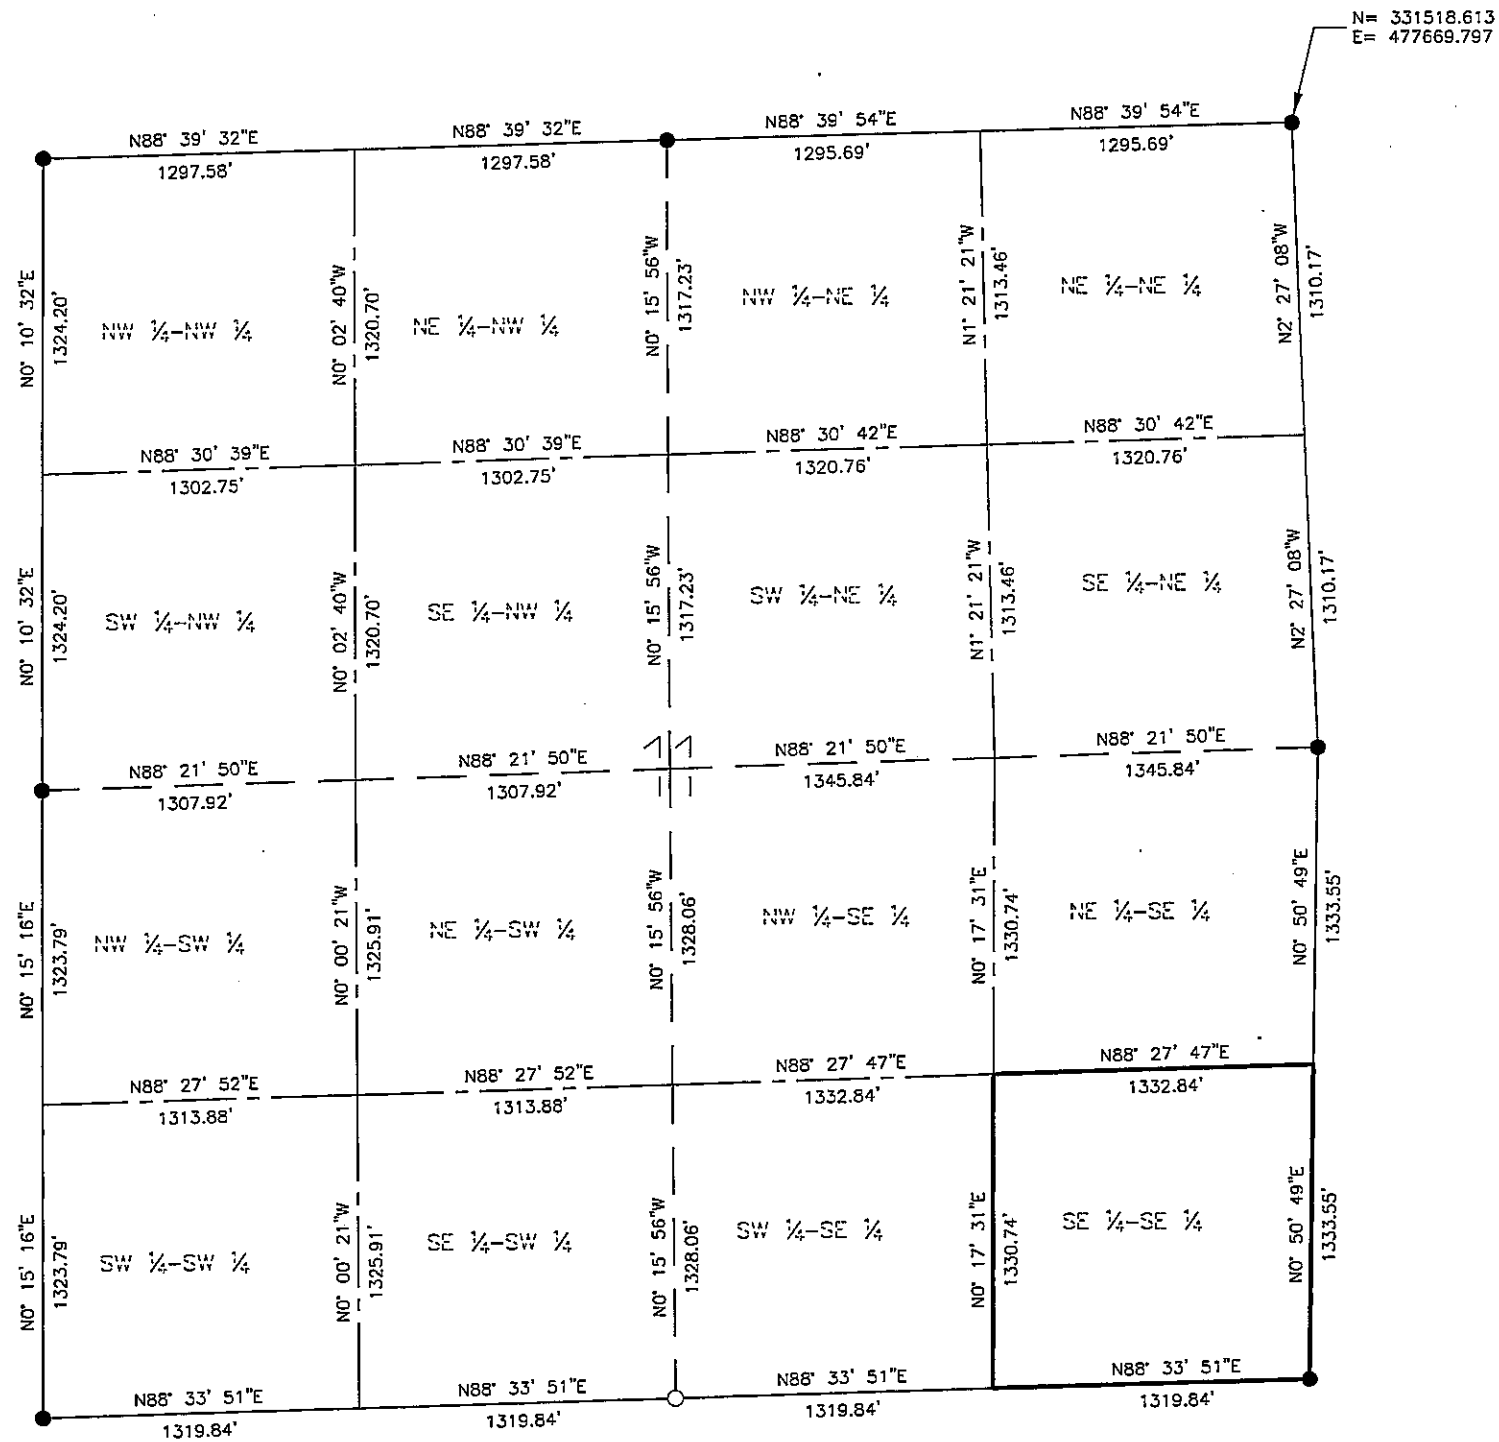 N= 331518.613
E= 477669.797
N88° 39' 32"E
1297.58'
N88° 39' 32"E
1297.58'
N88° 39' 54"E
1295.69'
N88° 39' 54"E
1295.69'
N0° 10' 32"E
1324.20'
NW ¼-NW ¼
N0° 02' 40"W
1320.70'
NE ¼-NW ¼
N0° 15' 56"W
1317.23'
NW ¼-NE ¼
N1° 21' 21"W
1313.46'
NE ¼-NE ¼
N2° 27' 08"W
1310.17'
N88° 30' 39"E
1302.75'
N88° 30' 39"E
1302.75'
N88° 30' 42"E
1320.76'
N88° 30' 42"E
1320.76'
N0° 10' 32"E
1324.20'
SW ¼-NW ¼
N0° 02' 40"W
1320.70'
SE ¼-NW ¼
N0° 15' 56"W
1317.23'
SW ¼-NE ¼
N1° 21' 21"W
1313.46'
SE ¼-NE ¼
N2° 27' 08"W
1310.17'
N88° 21' 50"E
1307.92'
N88° 21' 50"E
1307.92'
11
N88° 21' 50"E
1345.84'
N88° 21' 50"E
1345.84'
N0° 15' 16"E
1323.79'
NW ¼-SW ¼
N0° 00' 21"W
1325.91'
NE ¼-SW ¼
N0° 15' 56"W
1328.06'
NW ¼-SE ¼
N0° 17' 31"E
1330.74'
NE ¼-SE ¼
N0° 50' 49"E
1333.55'
N88° 27' 52"E
1313.88'
N88° 27' 52"E
1313.88'
N88° 27' 47"E
1332.84'
N88° 27' 47"E
1332.84'
N0° 15' 16"E
1323.79'
SW ¼-SW ¼
N0° 00' 21"W
1325.91'
SE ¼-SW ¼
N0° 15' 56"W
1328.06'
SW ¼-SE ¼
N0° 17' 31"E
1330.74'
SE ¼-SE ¼
N0° 50' 49"E
1333.55'
N88° 33' 51"E
1319.84'
N88° 33' 51"E
1319.84'
N88° 33' 51"E
1319.84'
N88° 33' 51"E
1319.84'